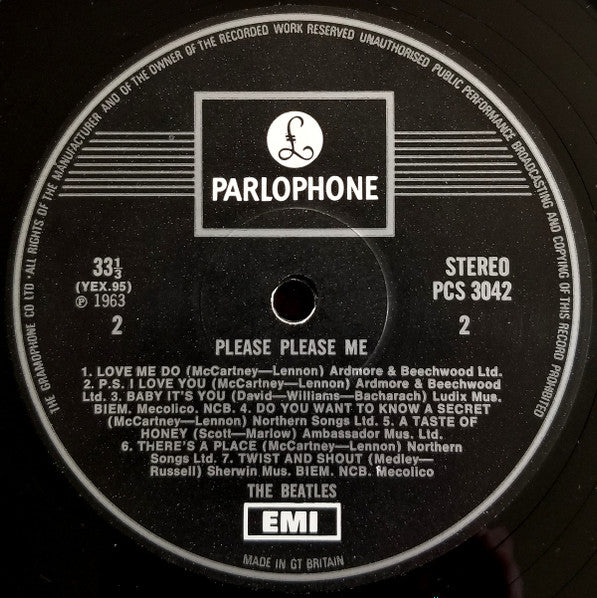 THE GRAMOPHONE CO LTD · ALL RIGHTS OF THE MANUFACTURER AND OF THE OWNER OF THE RECORDED WORK RESERVED UNAUTHORISED PUBLIC PERFORMANCE BROADCASTING AND COPYING OF THIS RECORD PROHIBITED
£
PARLOPHONE
33⅓
(YEX.95)
℗ 1963
2
STEREO
PCS 3042
2
PLEASE PLEASE ME
1. LOVE ME DO (McCartney—Lennon) Ardmore & Beechwood Ltd.
2. P.S. I LOVE YOU (McCartney—Lennon) Ardmore & Beechwood
Ltd. 3. BABY IT'S YOU (David—Williams—Bacharach) Ludix Mus.
BIEM. Mecolico. NCB. 4. DO YOU WANT TO KNOW A SECRET
(McCartney—Lennon) Northern Songs Ltd. 5. A TASTE OF
HONEY (Scott—Marlow) Ambassador Mus. Ltd.
6. THERE'S A PLACE (McCartney—Lennon) Northern
Songs Ltd. 7. TWIST AND SHOUT (Medley—
Russell) Sherwin Mus. BIEM. NCB. Mecolico
THE BEATLES
EMI
MADE IN GT BRITAIN